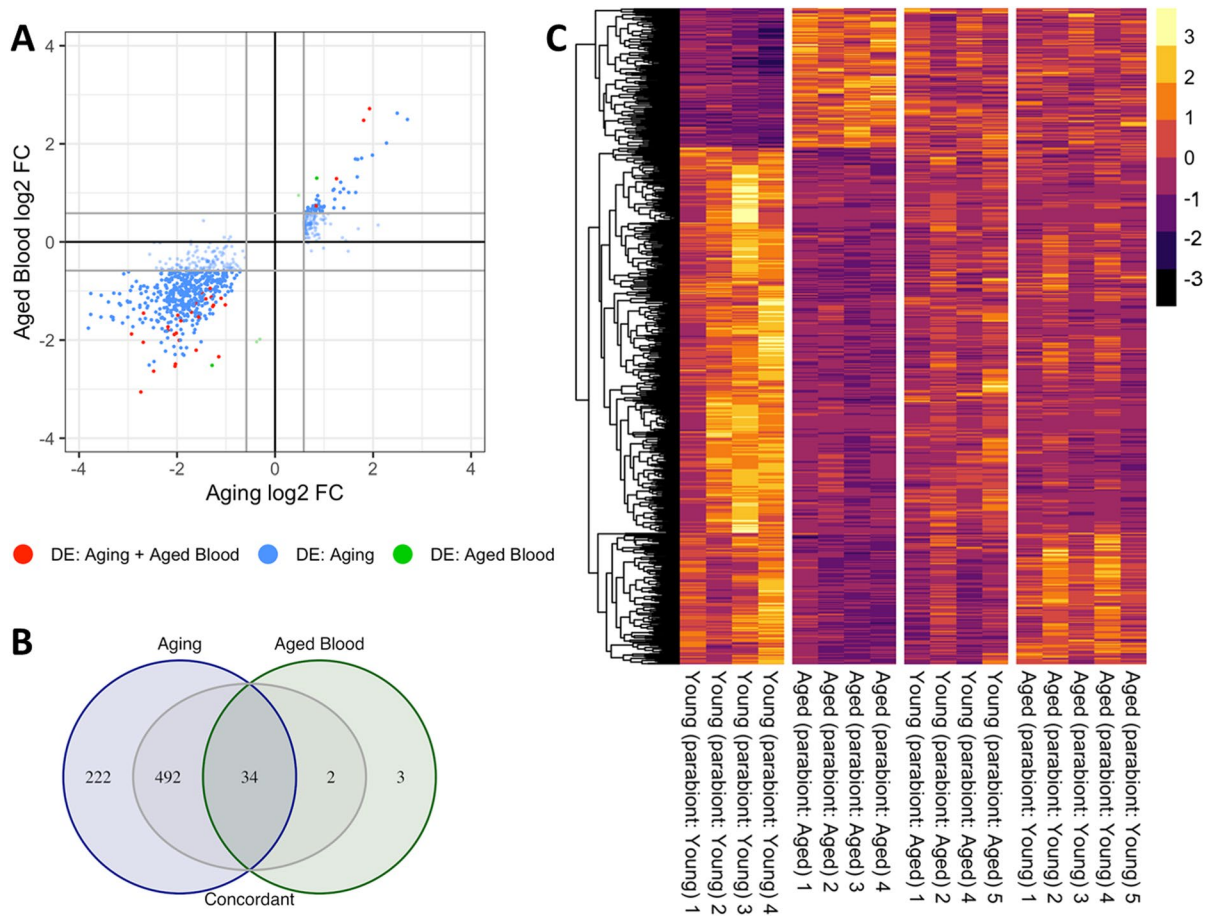 A
4
2
0
-2
-4
Aged Blood log2 FC
-4
-2
0
2
4
Aging log2 FC
DE: Aging + Aged Blood
DE: Aging
DE: Aged Blood
B
Aging
Aged Blood
222
492
34
2
3
Concordant
C
3
2
1
0
-1
-2
-3
Young (parabiont: Young) 1
Young (parabiont: Young) 2
Young (parabiont: Young) 3
Young (parabiont: Young) 4
Aged (parabiont: Aged) 1
Aged (parabiont: Aged) 2
Aged (parabiont: Aged) 3
Aged (parabiont: Aged) 4
Young (parabiont: Aged) 1
Young (parabiont: Aged) 2
Young (parabiont: Aged) 4
Young (parabiont: Aged) 5
Aged (parabiont: Young) 1
Aged (parabiont: Young) 2
Aged (parabiont: Young) 3
Aged (parabiont: Young) 4
Aged (parabiont: Young) 5